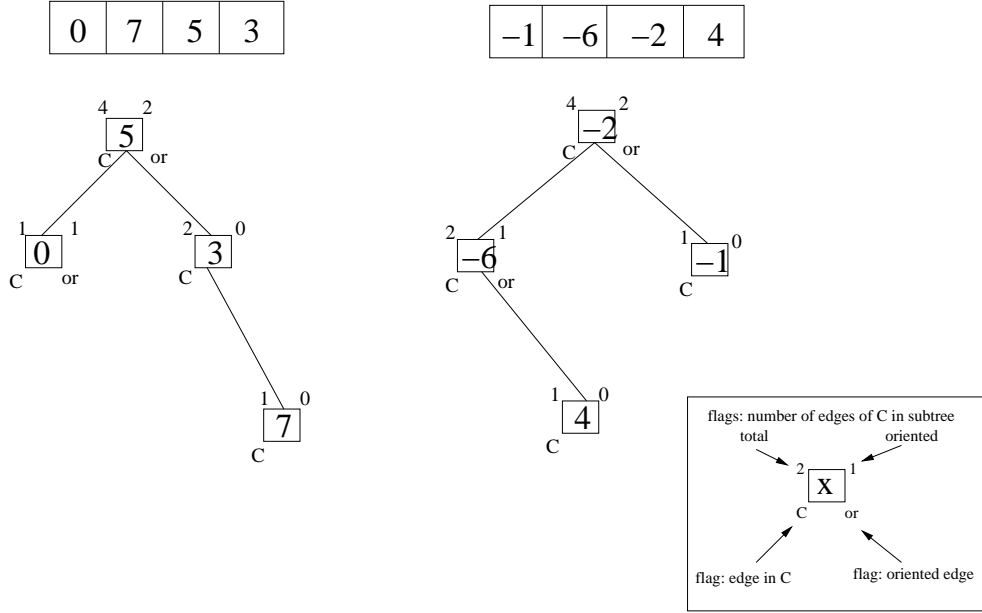 0 7 5 3
−1 −6 −2 4
4 2
5
C or
1 1
0
C or
2 0
3
C
1 0
7
C
4 2
−2
C or
2 1
−6
C or
1 0
−1
C
1 0
4
C
flags: number of edges of C in subtree
total oriented
2 1
x
C or
flag: edge in C flag: oriented edge